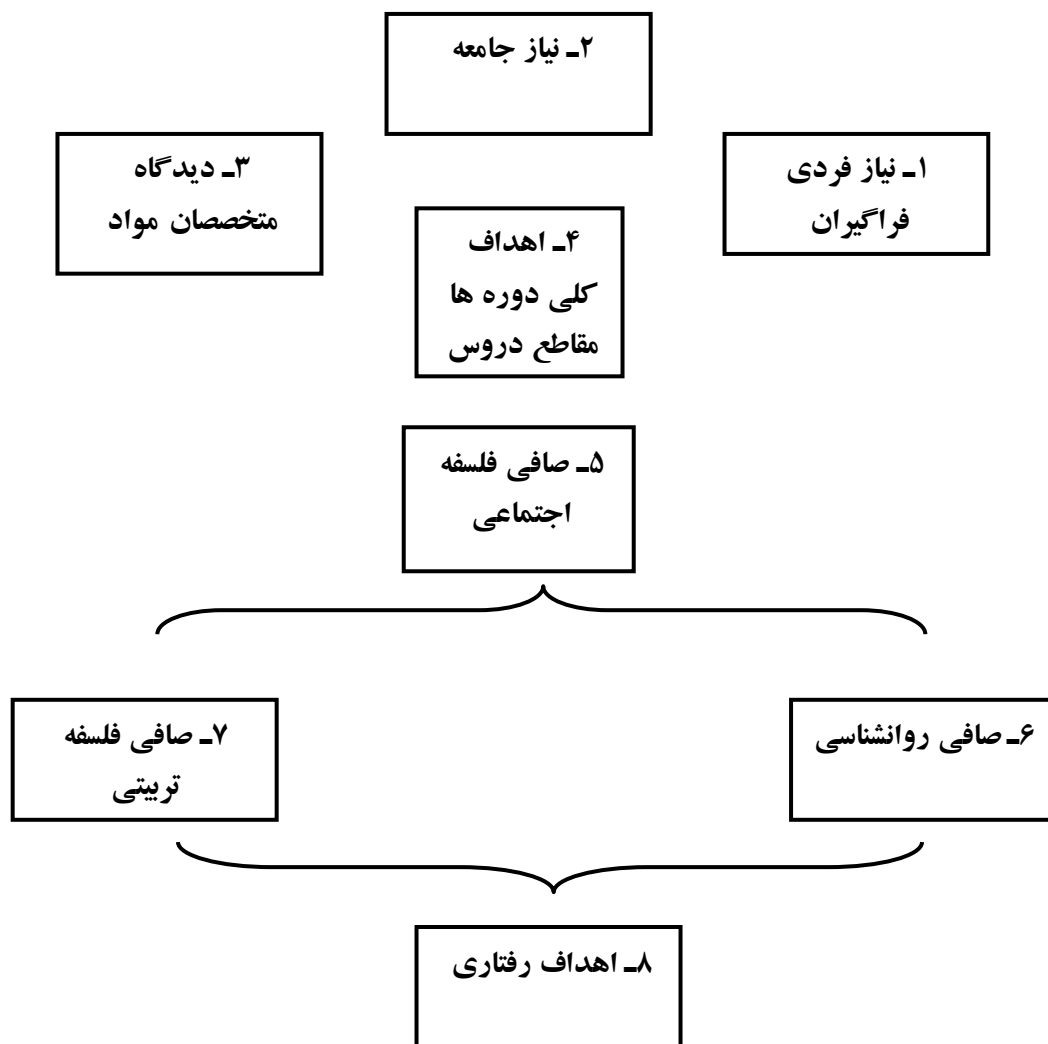 ۲ـ نیاز جامعه
۱ـ نیاز فردی
فراگیران
۳ـ دیدگاه
متخصصان مواد
۴ـ اهداف
کلی دوره ها
مقاطع دروس
۵ـ صافی فلسفه
اجتماعی
۶ـ صافی روانشناسی
۷ـ صافی فلسفه
تربیتی
۸ـ اهداف رفتاری